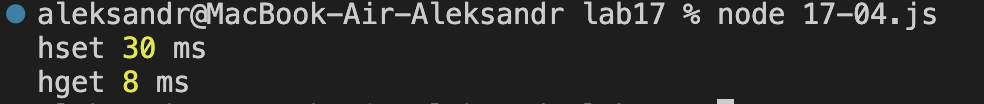 aleksandr@MacBook-Air-Aleksandr lab17 % node 17-04.js
hset 30 ms
hget 8 ms